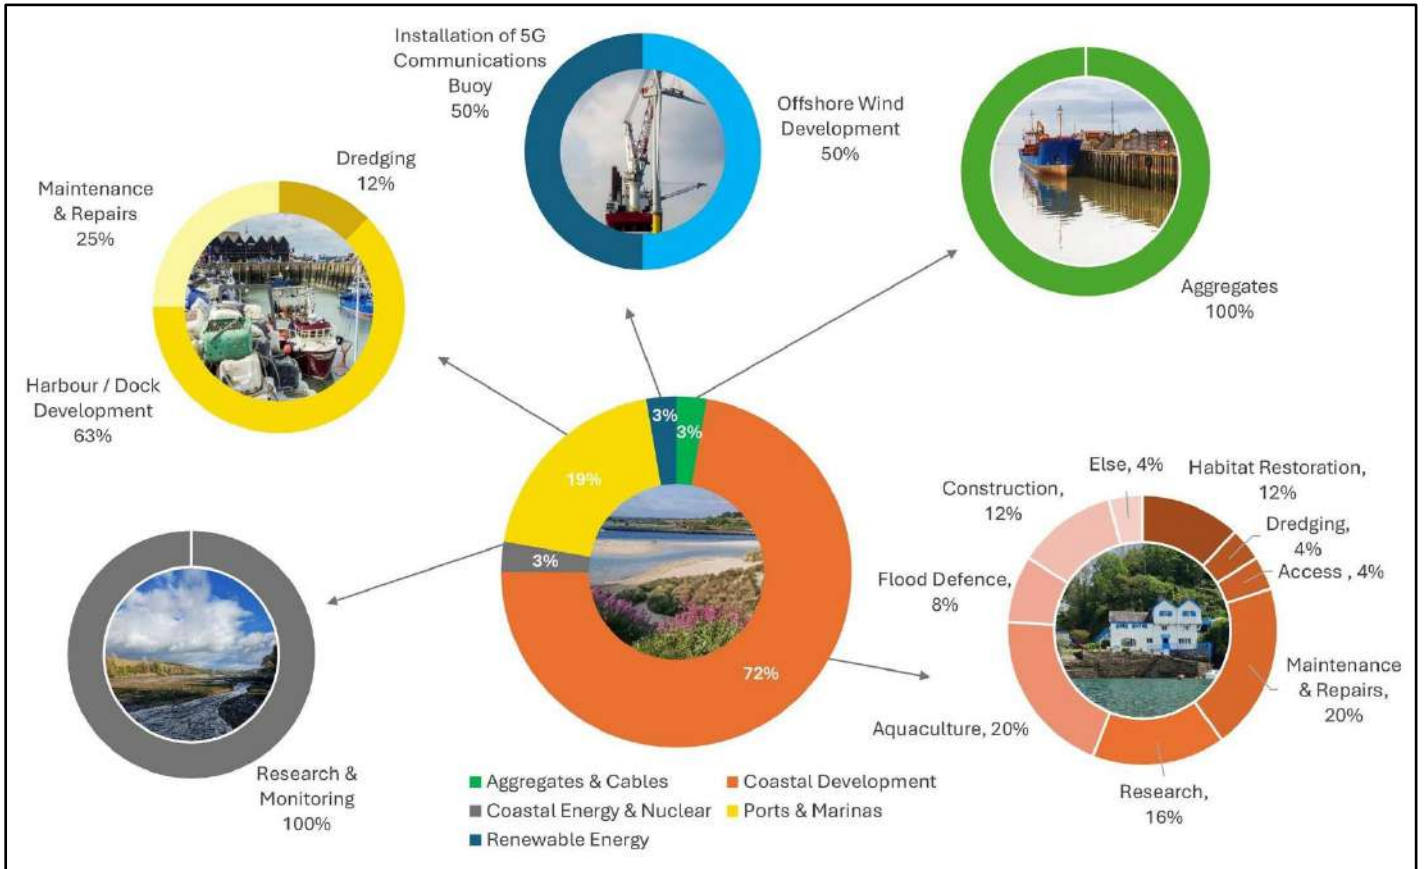 Installation of 5G
Communications
Buoy
50%
Offshore Wind
Development
50%
Aggregates
100%
Dredging
12%
Maintenance
& Repairs
25%
Harbour / Dock
Development
63%
3%
3%
19%
3%
72%
Research &
Monitoring
100%
Else, 4%
Habitat Restoration,
12%
Dredging,
4%
Access , 4%
Maintenance
& Repairs,
20%
Research,
16%
Aquaculture, 20%
Flood Defence,
8%
Construction,
12%
Aggregates & Cables
Coastal Development
Coastal Energy & Nuclear
Ports & Marinas
Renewable Energy